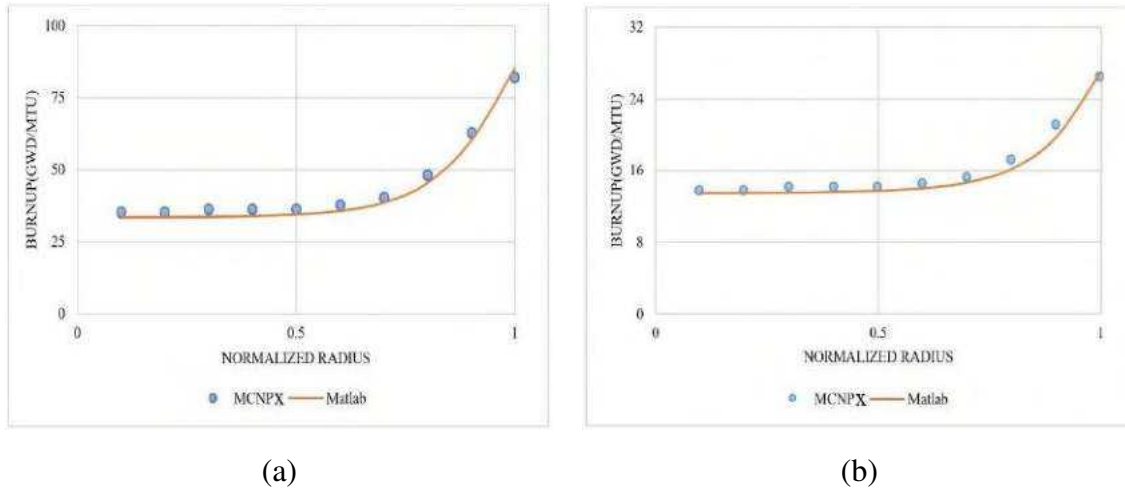 100
75
50
25
0
BURNUP(GWD/MTU)
0
0.5
1
NORMALIZED RADIUS
MCNPX
Matlab
(a)
32
24
16
8
0
BURNUP(GWD/MTU)
0
0.5
1
NORMALIZED RADIUS
MCNPX
Matlab
(b)